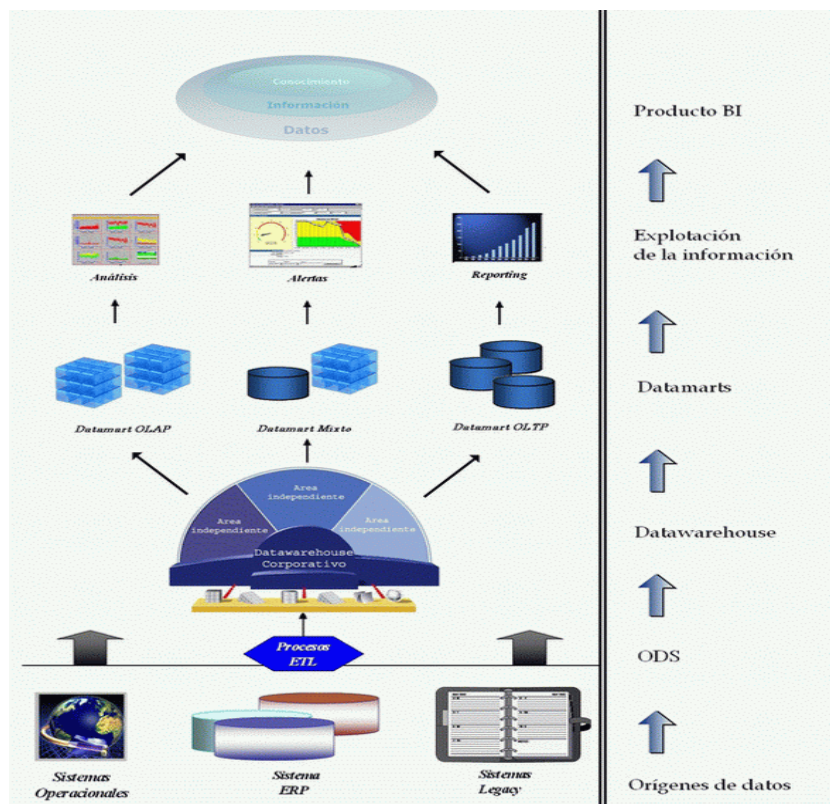 Conocimiento
Información
Datos
Análisis
Alertas
Reporting
Datamart OLAP
Datamart Mixto
Datamart OLTP
Area
independiente
Area
independiente
Area
independiente
Datawarehouse
Corporativo
Procesos
ETL
Sistemas
Operacionales
Sistema
ERP
Sistemas
Legacy
Producto BI
Explotación
de la información
Datamarts
Datawarehouse
ODS
Orígenes de datos